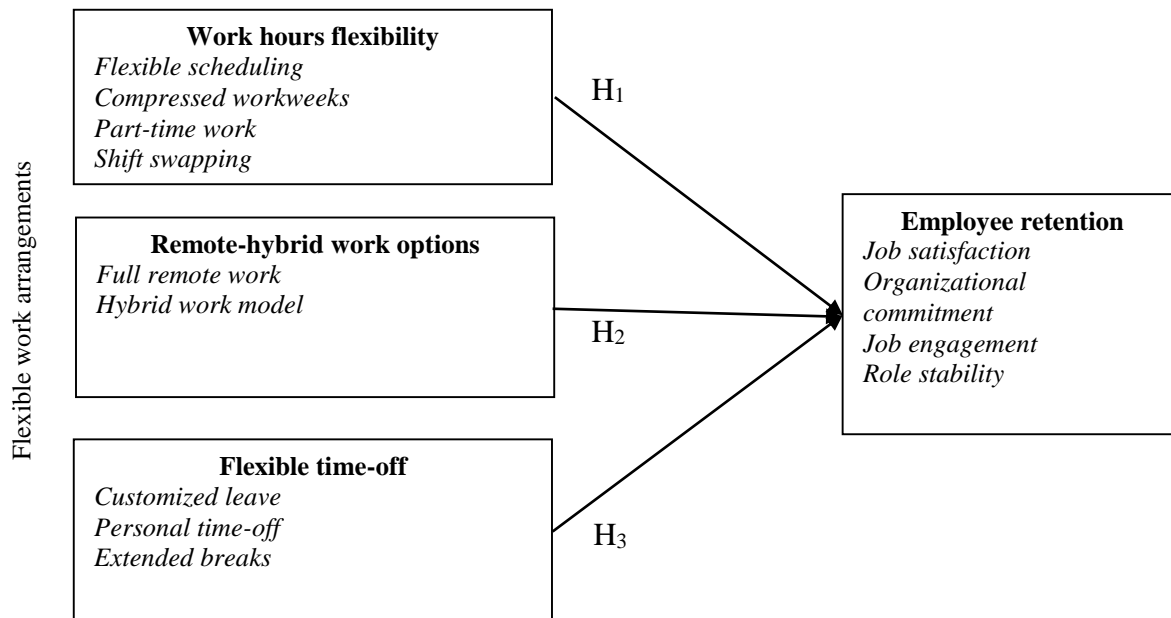 Flexible work arrangements
Work hours flexibility
Flexible scheduling
Compressed workweeks
Part-time work
Shift swapping
H₁
Remote-hybrid work options
Full remote work
Hybrid work model
H₂
Flexible time-off
Customized leave
Personal time-off
Extended breaks
H₃
Employee retention
Job satisfaction
Organizational
commitment
Job engagement
Role stability